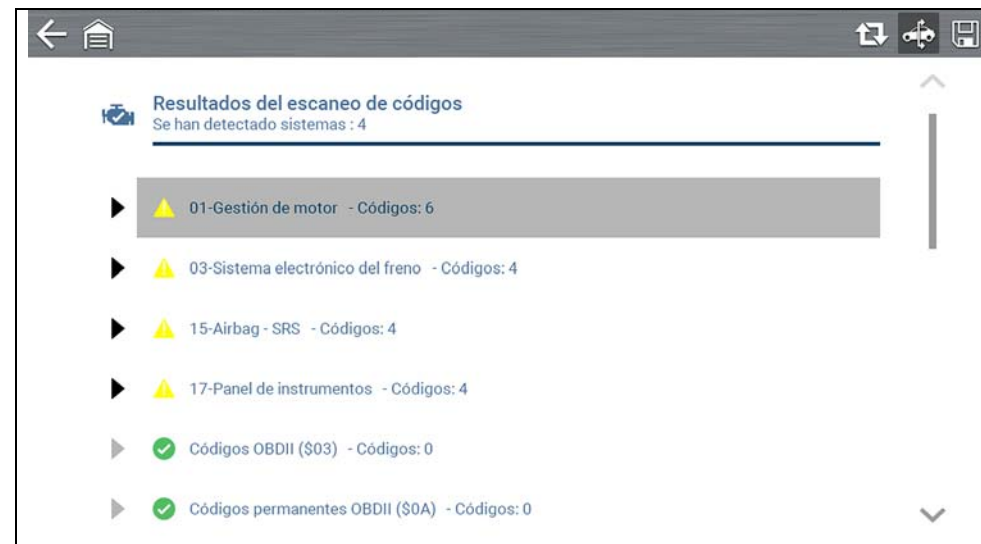 Resultados del escaneo de códigos
Se han detectado sistemas : 4
01-Gestión de motor - Códigos: 6
03-Sistema electrónico del freno - Códigos: 4
15-Airbag - SRS - Códigos: 4
17-Panel de instrumentos - Códigos: 4
Códigos OBDII ($03) - Códigos: 0
Códigos permanentes OBDII ($0A) - Códigos: 0